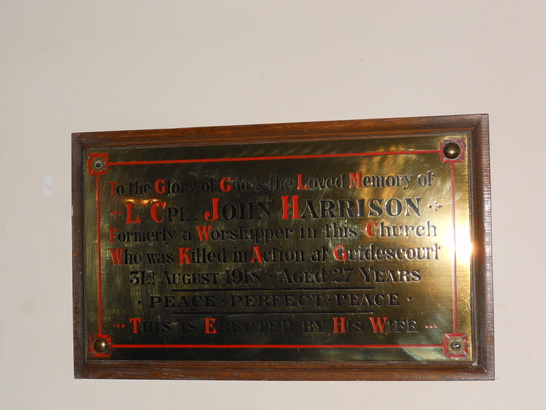 To the Glory of God & the Loved Memory of
L. Cpl. John Harrison
Formerly a Worshipper in this Church
Who was Killed in Action at Guidescourt
31st August 1918 · Aged 27 Years
· Peace · Perfect · Peace ·
··· This is Erected by His Wife ···